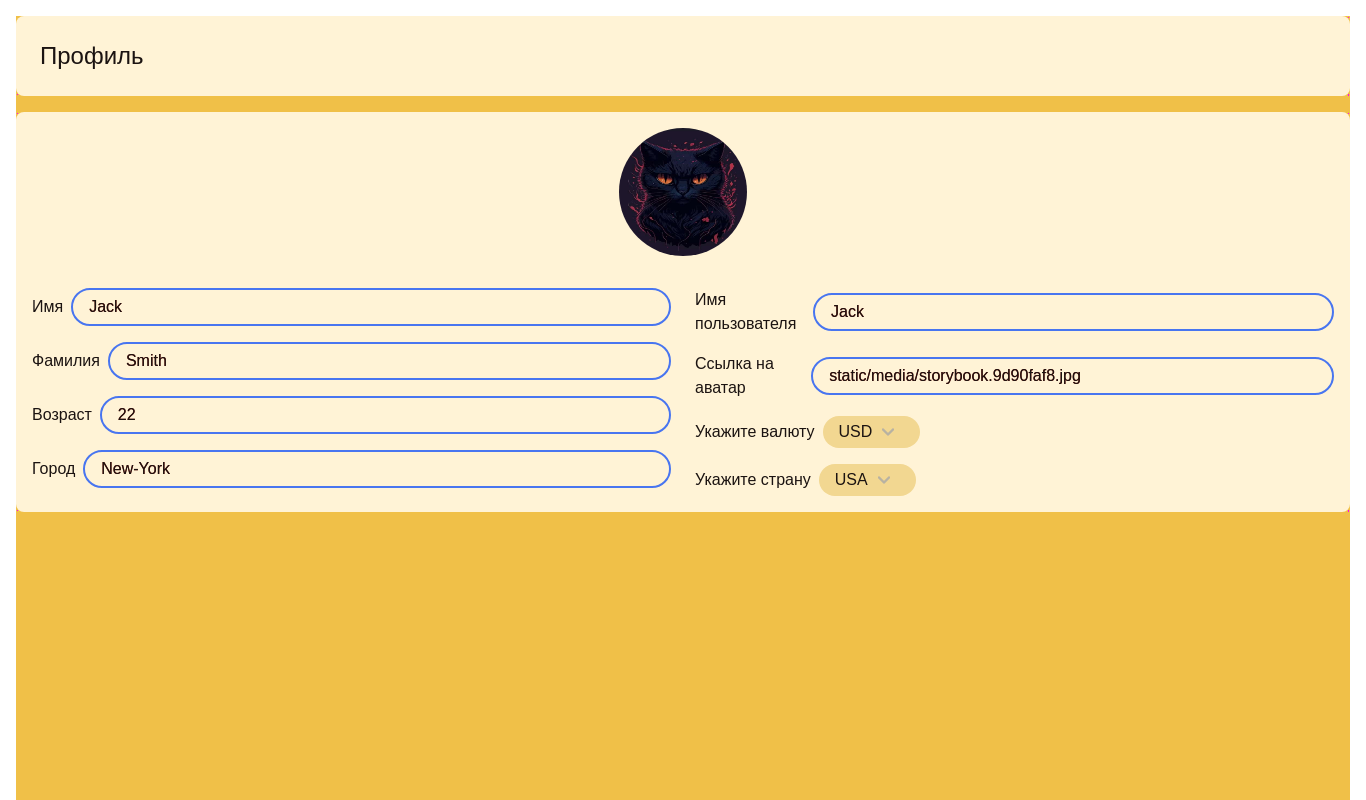 Профиль
Имя Jack
Фамилия Smith
Возраст 22
Город New-York
Имя
пользователя Jack
Ссылка на
аватар static/media/storybook.9d90faf8.jpg
Укажите валюту USD
Укажите страну USA